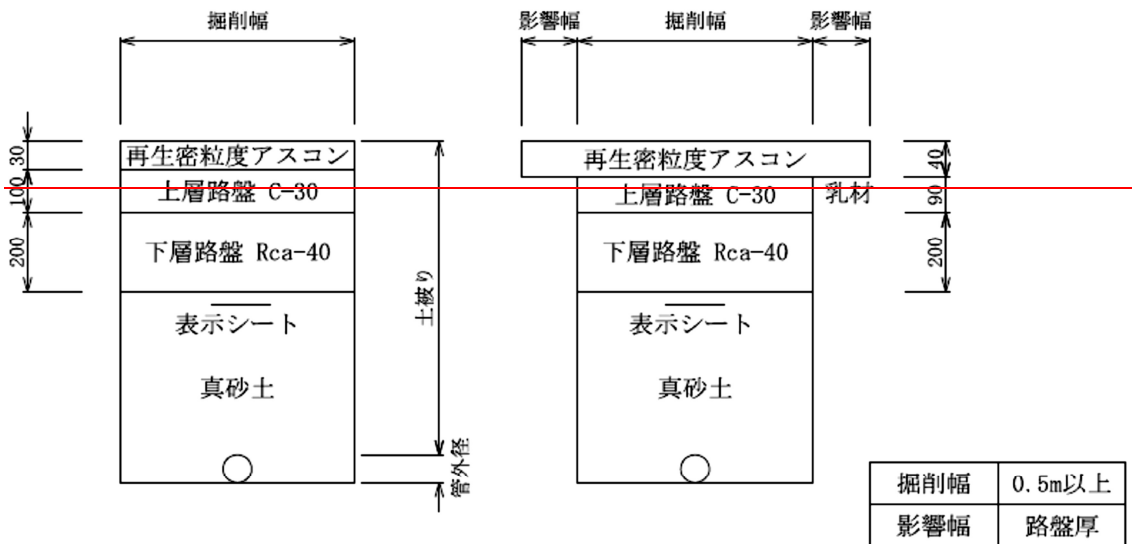 掘削幅
影響幅 掘削幅 影響幅
30
再生密粒度アスコン
再生密粒度アスコン
40
100
上層路盤 C-30
上層路盤 C-30
乳材
90
200
下層路盤 Rca-40
下層路盤 Rca-40
200
土被り
表示シート
表示シート
真砂土
真砂土
管外径
掘削幅 0.5m以上
影響幅 路盤厚